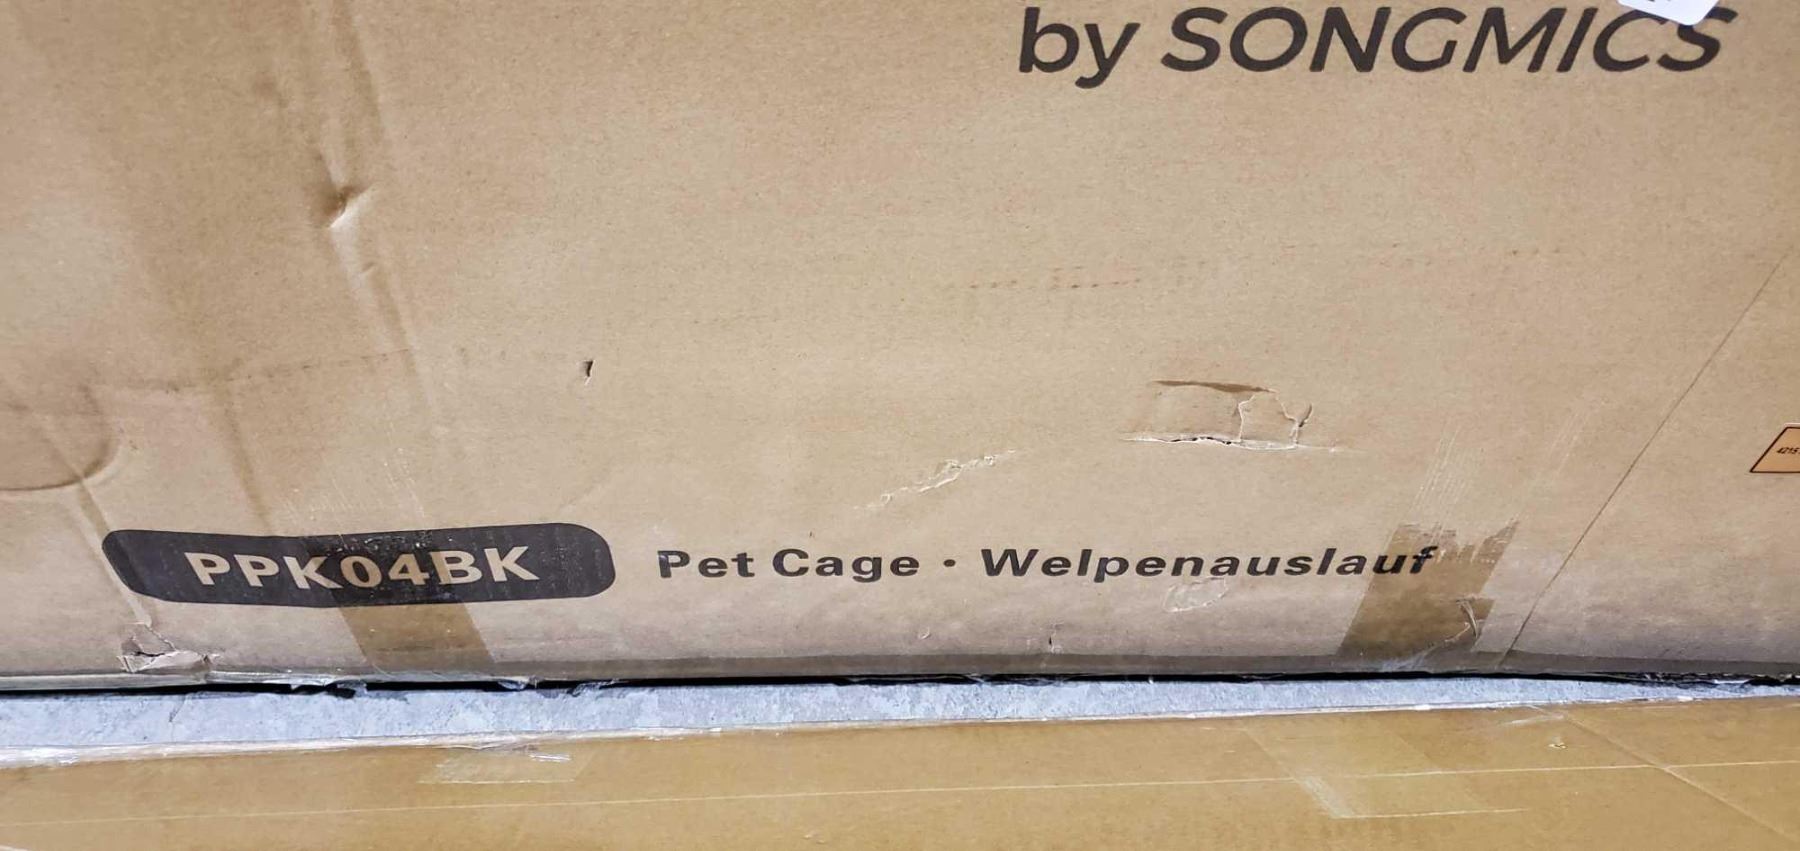 by SONGMICS
PPK04BK Pet Cage · Welpenauslauf